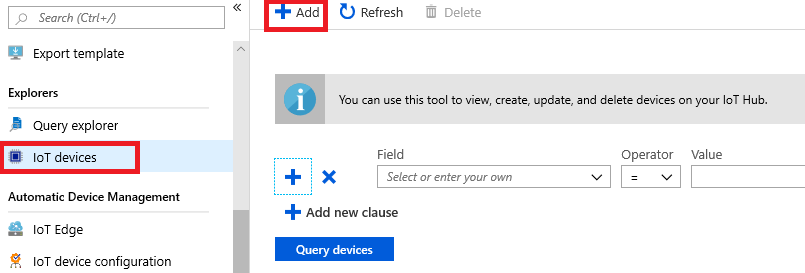 Search (Ctrl+/)
Add
Refresh
Delete
Export template
Explorers
Query explorer
IoT devices
Automatic Device Management
IoT Edge
IoT device configuration
You can use this tool to view, create, update, and delete devices on your IoT Hub.
Field
Operator
Value
Select or enter your own
=
Add new clause
Query devices